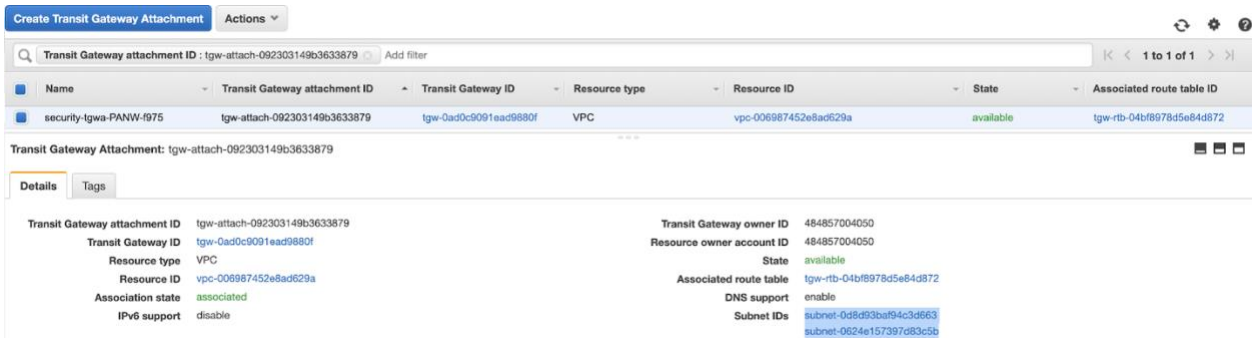 Create Transit Gateway Attachment Actions
Transit Gateway attachment ID : tgw-attach-092303149b3633879 Add filter 1 to 1 of 1
Name Transit Gateway attachment ID Transit Gateway ID Resource type Resource ID State Associated route table ID
security-tgwa-PANW-f975 tgw-attach-092303149b3633879 tgw-0ad0c9091ead9880f VPC vpc-006987452e8ad629a available tgw-rtb-04bf8978d5e84d872
Transit Gateway Attachment: tgw-attach-092303149b3633879
Details Tags
Transit Gateway attachment ID tgw-attach-092303149b3633879 Transit Gateway owner ID 484857004050
Transit Gateway ID tgw-0ad0c9091ead9880f Resource owner account ID 484857004050
Resource type VPC State available
Resource ID vpc-006987452e8ad629a Associated route table tgw-rtb-04bf8978d5e84d872
Association state associated DNS support enable
IPv6 support disable Subnet IDs subnet-0d8d93baf94c3d663
subnet-0624e157397d83c5b